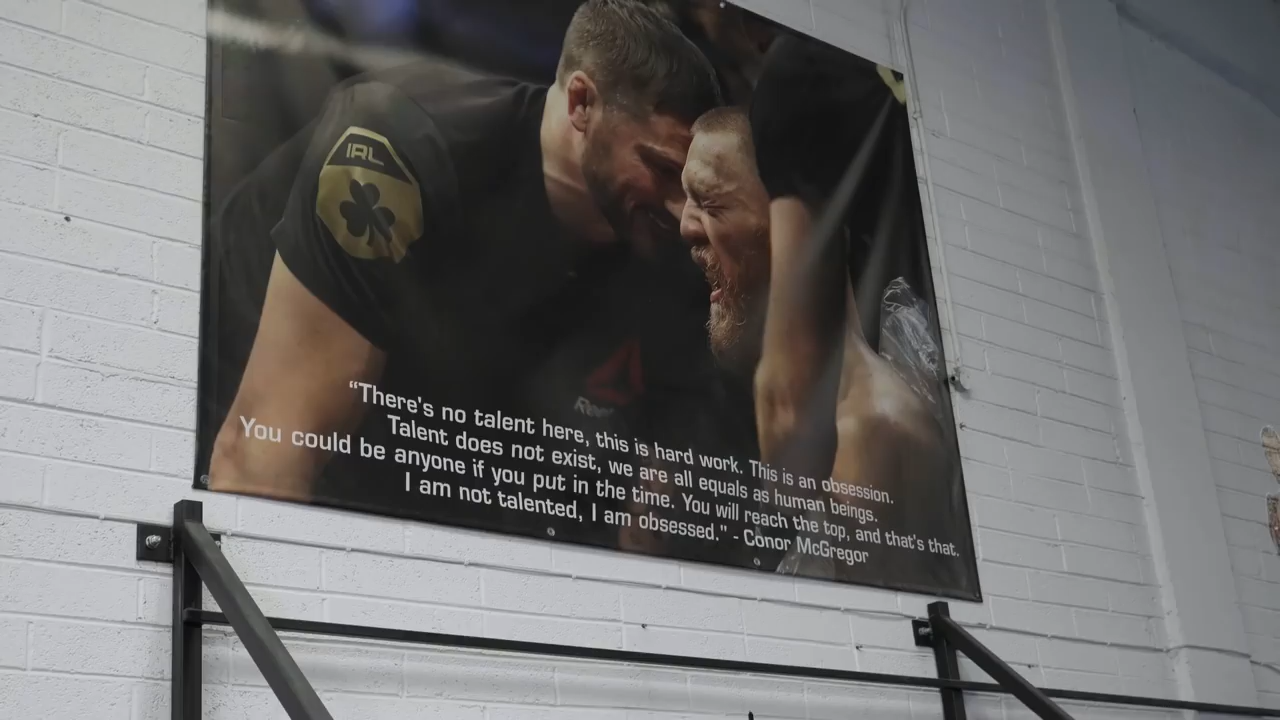 IRL
Ree
“There's no talent here, this is hard work. This is an obsession.
Talent does not exist, we are all equals as human beings.
You could be anyone if you put in the time. You will reach the top, and that's that.
I am not talented, I am obsessed." - Conor McGregor